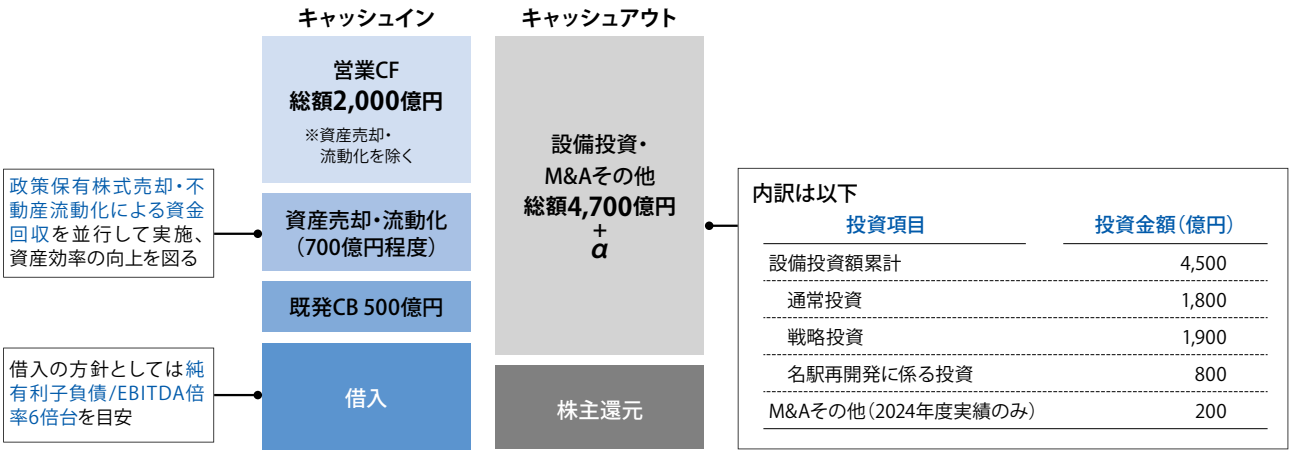 キャッシュイン
キャッシュアウト
営業CF
総額2,000億円
※資産売却・
流動化を除く
政策保有株式売却・不
動産流動化による資金
回収を並行して実施、
資産効率の向上を図る
資産売却・流動化
（700億円程度）
既発CB 500億円
借入の方針としては純
有利子負債/EBITDA倍
率6倍台を目安
借入
設備投資・
M&Aその他
総額4,700億円
+
α
株主還元
内訳は以下
投資項目 投資金額（億円）
設備投資額累計 4,500
通常投資 1,800
戦略投資 1,900
名駅再開発に係る投資 800
M&Aその他（2024年度実績のみ） 200